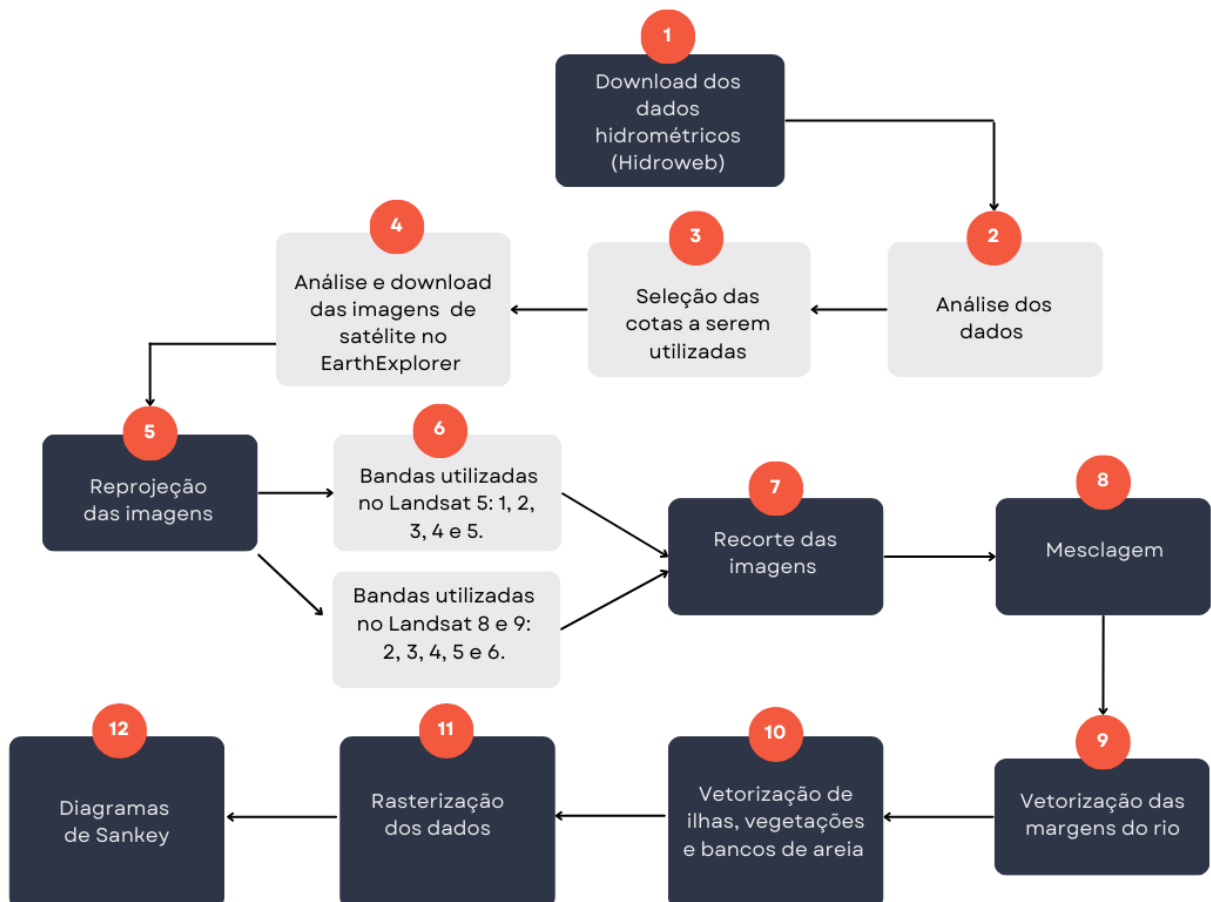 1
Download dos
dados
hidrométricos
(Hidroweb)
2
Análise dos
dados
3
Seleção das
cotas a serem
utilizadas
4
Análise e download
das imagens de
satélite no
EarthExplorer
5
Reprojeção
das imagens
6
Bandas utilizadas
no Landsat 5: 1, 2,
3, 4 e 5.
Bandas utilizadas
no Landsat 8 e 9:
2, 3, 4, 5 e 6.
7
Recorte das
imagens
8
Mesclagem
9
Vetorização das
margens do rio
10
Vetorização de
ilhas, vegetações
e bancos de areia
11
Rasterização
dos dados
12
Diagramas
de Sankey